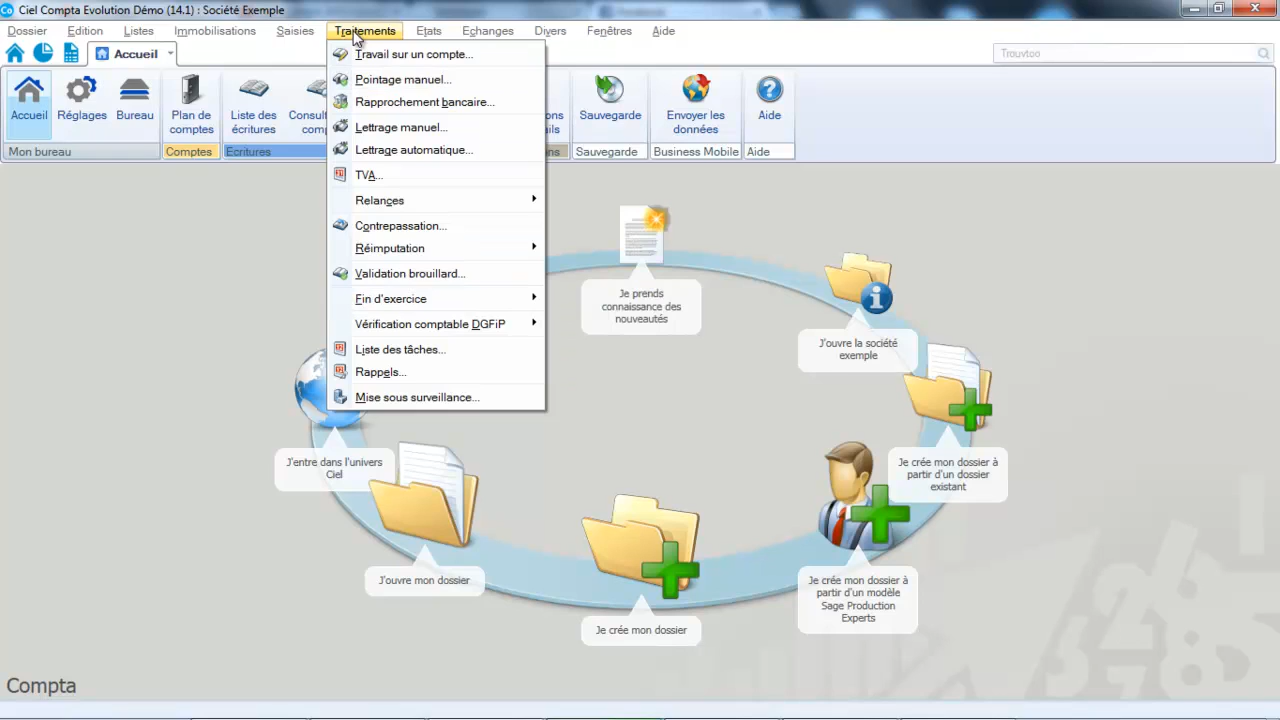 Ciel Compta Evolution Démo (14.1) : Société Exemple
Dossier Edition Listes Immobilisations Saisies Traitements Etats Echanges Divers Fenêtres Aide
Accueil
Trouvtoo
Accueil
Réglages
Bureau
Mon bureau
Plan de
comptes
Comptes
Liste des
écritures
Ecritures
Sauvegarde
Sauvegarde
Envoyer les
données
Business Mobile
Aide
Aide
Travail sur un compte...
Pointage manuel...
Rapprochement bancaire...
Lettrage manuel...
Lettrage automatique...
TVA...
Relances
Contrepassation...
Réimputation
Validation brouillard...
Fin d'exercice
Vérification comptable DGFiP
Liste des tâches...
Rappels...
Mise sous surveillance...
Je prends
connaissance des
nouveautés
J'ouvre la société
exemple
Je crée mon dossier à
partir d'un dossier
existant
Je crée mon dossier à
partir d'un modèle
Sage Production
Experts
Je crée mon dossier
J'ouvre mon dossier
J'entre dans l'univers
Ciel
Compta